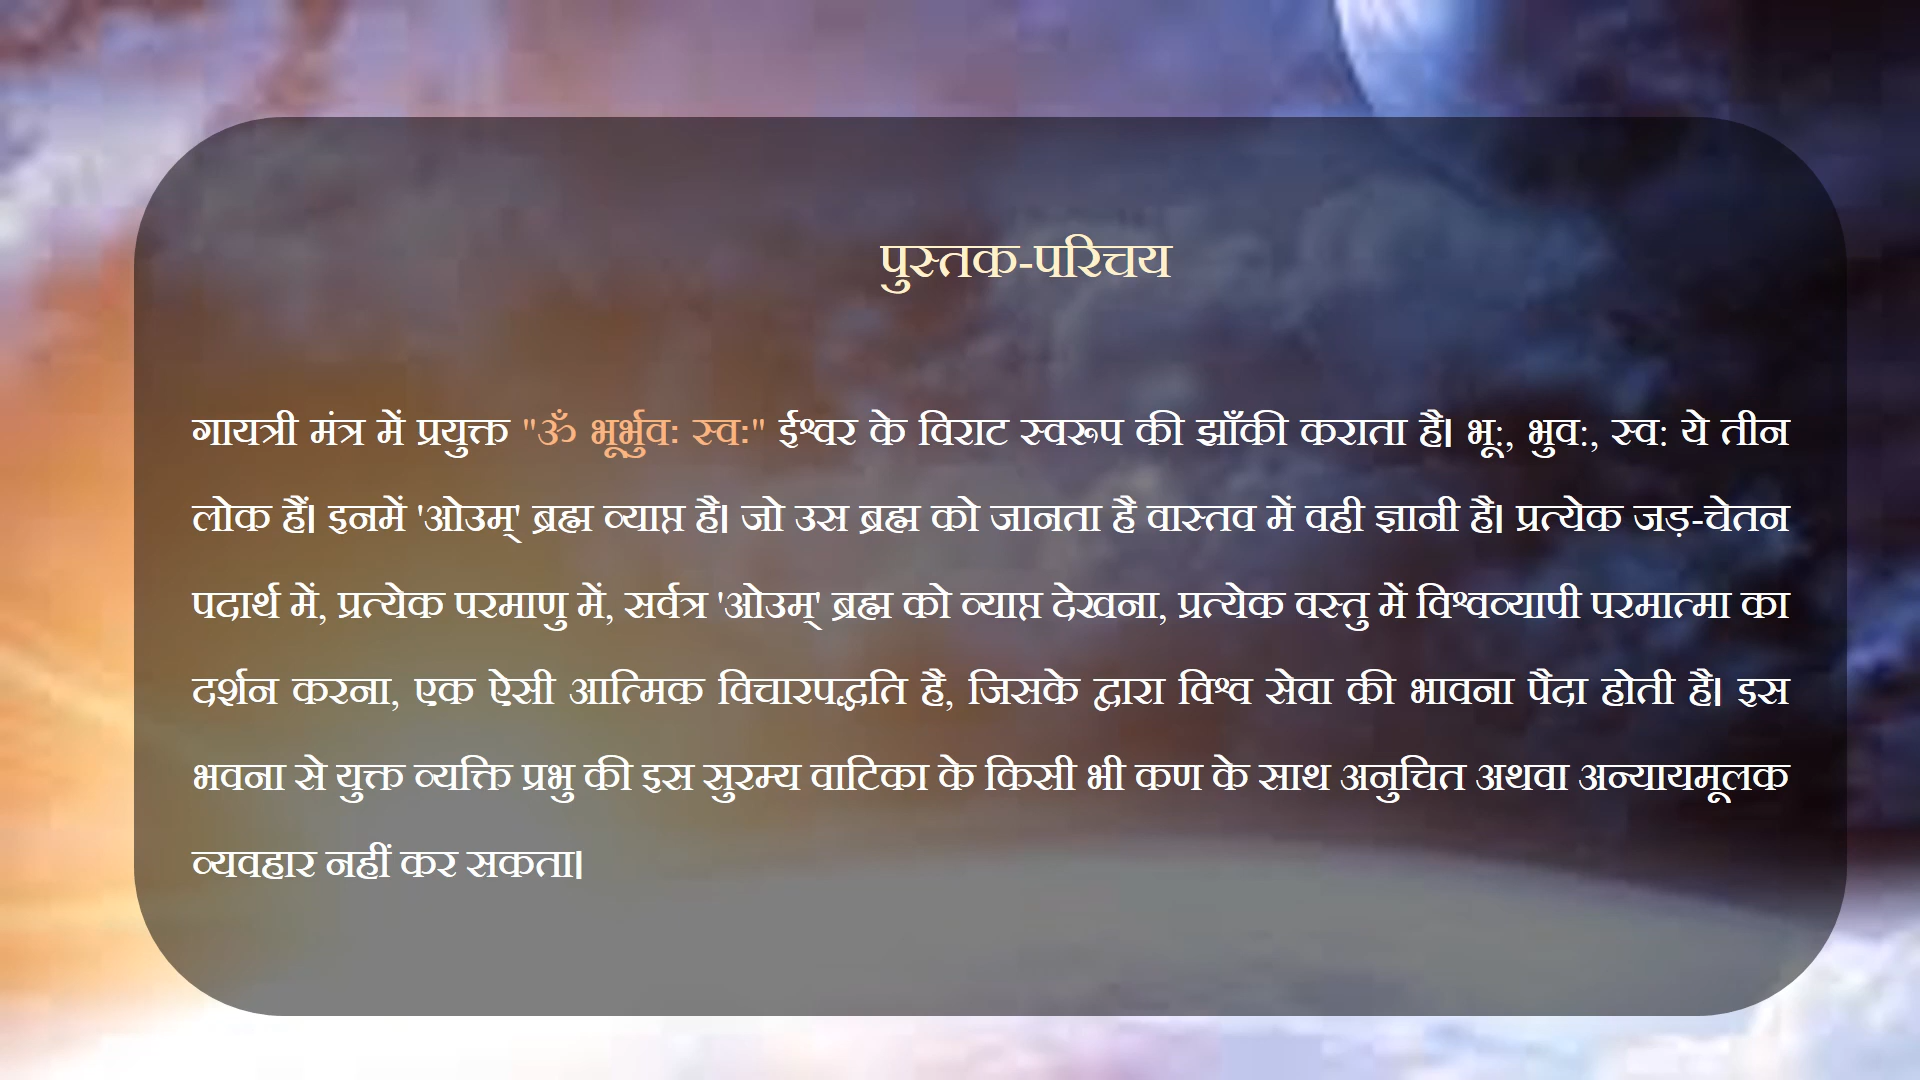 पुस्तक-परिचय
गायत्री मंत्र में प्रयुक्त "ॐ भूर्भुवः स्वः" ईश्वर के विराट स्वरूप की झाँकी कराता है। भू:, भुव:, स्व: ये तीन
लोक हैं। इनमें 'ओउम्' ब्रह्म व्याप्त है। जो उस ब्रह्म को जानता है वास्तव में वही ज्ञानी है। प्रत्येक जड़-चेतन
पदार्थ में, प्रत्येक परमाणु में, सर्वत्र 'ओउम्' ब्रह्म को व्याप्त देखना, प्रत्येक वस्तु में विश्वव्यापी परमात्मा का
दर्शन करना, एक ऐसी आत्मिक विचारपद्धति है, जिसके द्वारा विश्व सेवा की भावना पैदा होती है। इस
भवना से युक्त व्यक्ति प्रभु की इस सुरम्य वाटिका के किसी भी कण के साथ अनुचित अथवा अन्यायमूलक
व्यवहार नहीं कर सकता।